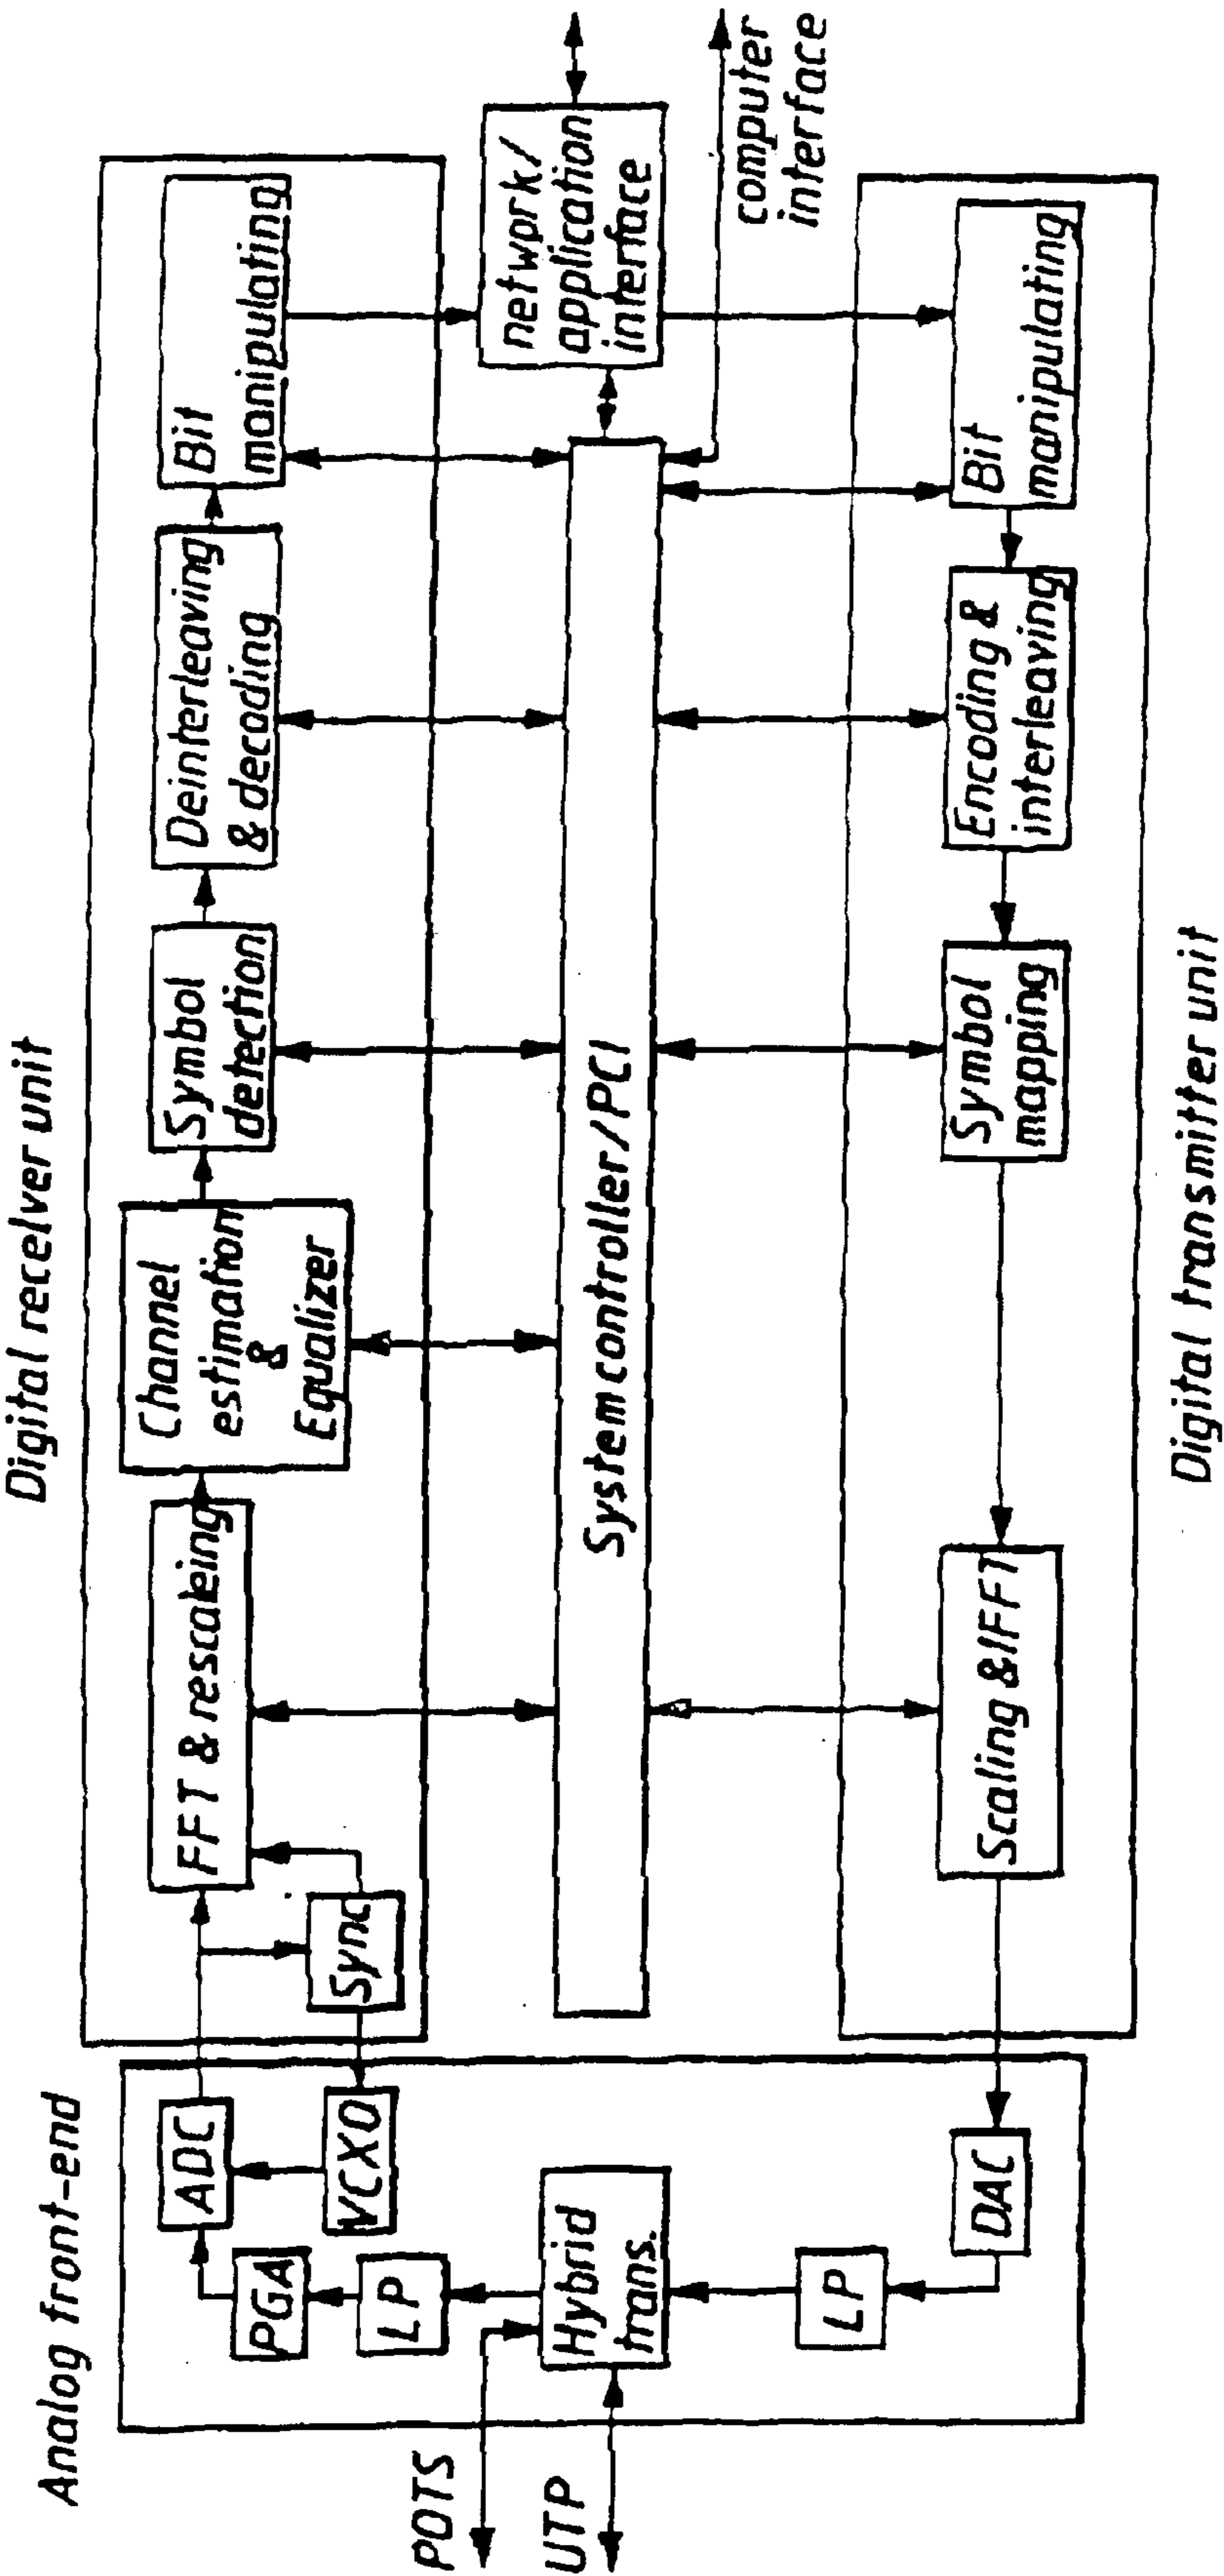 Analog front-end
Digital receiver unit
ADC
PGA
VCXO
LP
Hybrid
trans.
LP
DAC
POTS
UTP
Sync
FFT & rescaleing
Channel
estimation
&
Equalizer
Symbol
detection
Deinterleaving
& decoding
Bit
manipulating
network/
application
interface
computer
interface
Systemcontroller/PCI
Scaling &IFFT
Symbol
mapping
Encoding &
interleaving
Bit
manipulating
Digital transmitter unit